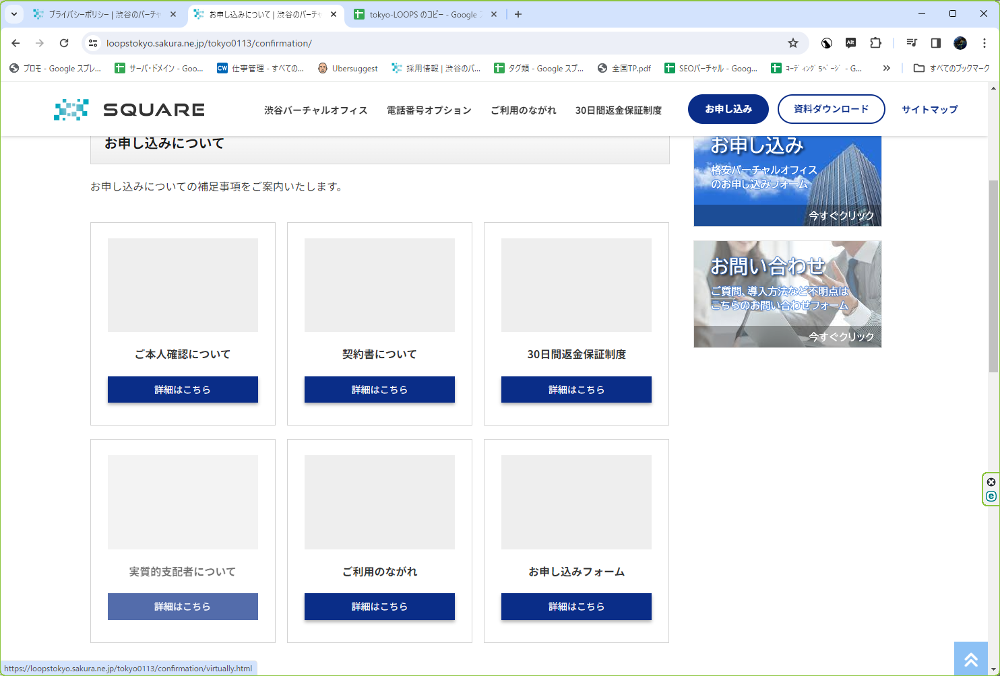 プライバシーポリシー | 渋谷のバーチャ
お申し込みについて | 渋谷のバーチャ
tokyo-LOOPS のコピー - Google ス
loopstokyo.sakura.ne.jp/tokyo0113/confirmation/
プロモ - Google スプレ...
サーバ・ドメイン - Goo...
CW 仕事管理 - すべての...
Ubersuggest
採用情報 | 渋谷のバ...
タグ類 - Google スプ...
全国TP.pdf
SEOバーチャル - Goog...
ｺｰﾃﾞｨﾝｸﾞ 5ﾍﾟｰｼﾞ - G...
すべてのブックマーク
SQUARE
渋谷バーチャルオフィス
電話番号オプション
ご利用のながれ
30日間返金保証制度
お申し込み
資料ダウンロード
サイトマップ
お申し込みについて
お申し込みについての補足事項をご案内いたします。
ご本人確認について
契約書について
30日間返金保証制度
詳細はこちら
詳細はこちら
詳細はこちら
実質的支配者について
ご利用のながれ
お申し込みフォーム
詳細はこちら
詳細はこちら
詳細はこちら
お申し込み
格安バーチャルオフィス
のお申し込みフォーム
今すぐクリック
お問い合わせ
ご質問、導入方法など不明点は
こちらのお問い合わせフォーム
今すぐクリック
https://loopstokyo.sakura.ne.jp/tokyo0113/confirmation/virtually.html